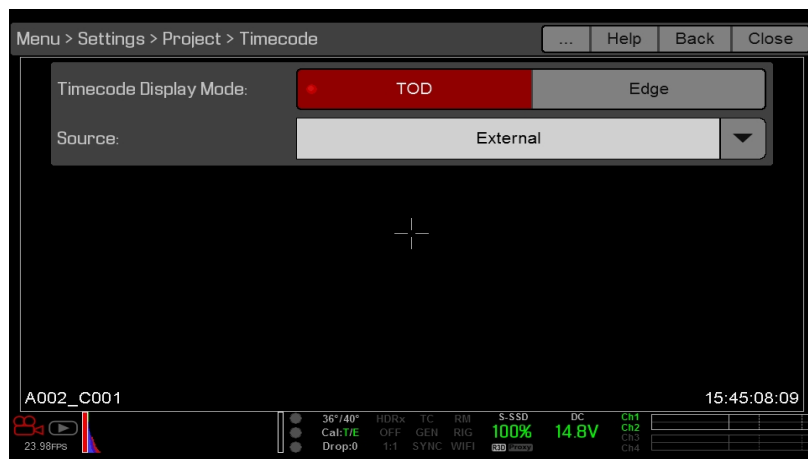 Menu > Settings > Project > Timecode ... Help Back Close
Timecode Display Mode: TOD Edge
Source: External
A002_C001 15:45:08:09
36°/40° HDRx TC RM S-SSD DC Ch1
Cal:T/E OFF GEN RIG 100% 14.8V Ch2
23.98FPS Drop:0 1:1 SYNC WIFI R3D Proxy Ch3
Ch4